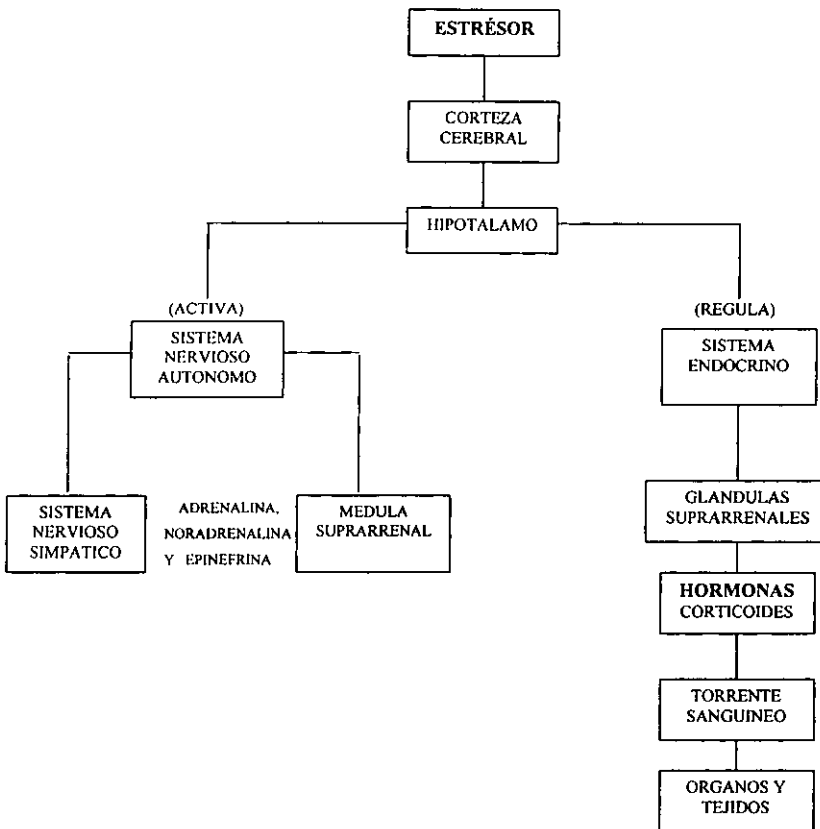 ESTRÉSOR
CORTEZA
CEREBRAL
HIPOTALAMO
(ACTIVA)
SISTEMA
NERVIOSO
AUTONOMO
(REGULA)
SISTEMA
ENDOCRINO
SISTEMA
NERVIOSO
SIMPATICO
ADRENALINA,
NORADRENALINA
Y EPINEFRINA
MEDULA
SUPRARRENAL
GLANDULAS
SUPRARRENALES
HORMONAS
CORTICOIDES
TORRENTE
SANGUINEO
ORGANOS Y
TEJIDOS